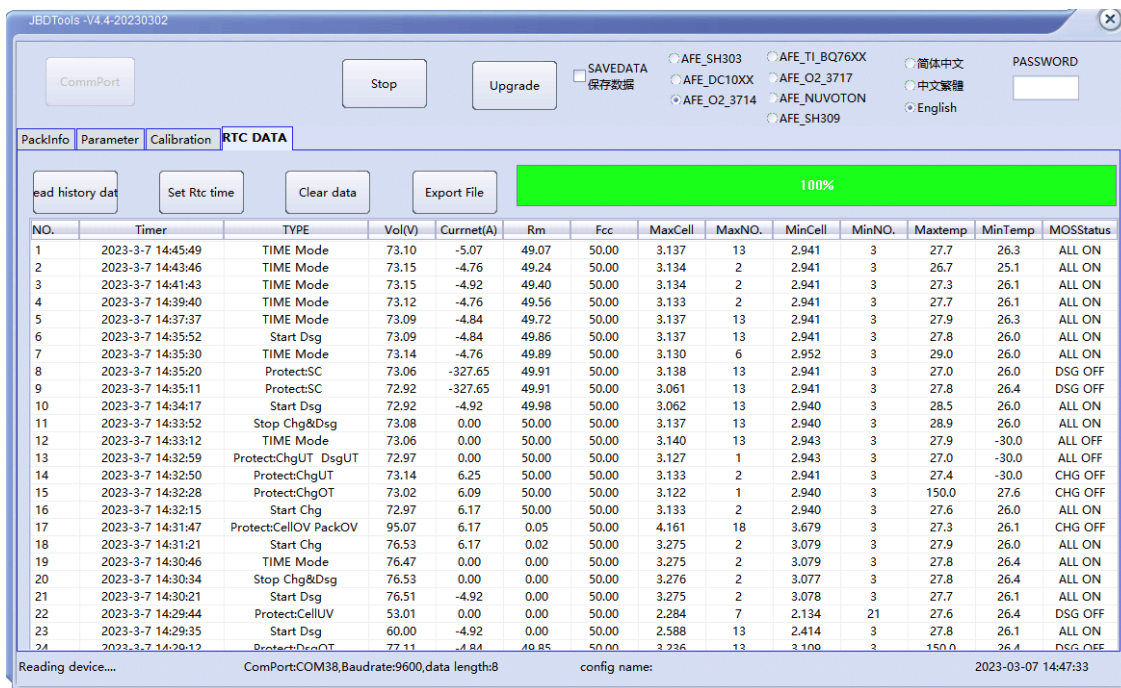 JBDTools -V4.4-20230302
CommPort
Stop
Upgrade
SAVEDATA
保存数据
AFE_SH303
AFE_DC10XX
AFE_O2_3714
AFE_TI_BQ76XX
AFE_O2_3717
AFE_NUVOTON
AFE_SH309
简体中文
中文繁體
English
PASSWORD
PackInfo Parameter Calibration RTC DATA
ead history dat Set Rtc time Clear data Export File 100%
NO. Timer TYPE Vol(V) Currnet(A) Rm Fcc MaxCell MaxNO. MinCell MinNO. Maxtemp MinTemp MOSStatus
1 2023-3-7 14:45:49 TIME Mode 73.10 -5.07 49.07 50.00 3.137 13 2.941 3 27.7 26.3 ALL ON
2 2023-3-7 14:43:46 TIME Mode 73.15 -4.76 49.24 50.00 3.134 2 2.941 3 26.7 25.1 ALL ON
3 2023-3-7 14:41:43 TIME Mode 73.15 -4.92 49.40 50.00 3.134 2 2.941 3 27.3 26.1 ALL ON
4 2023-3-7 14:39:40 TIME Mode 73.12 -4.76 49.56 50.00 3.133 2 2.941 3 27.7 26.1 ALL ON
5 2023-3-7 14:37:37 TIME Mode 73.09 -4.84 49.72 50.00 3.137 13 2.941 3 27.9 26.3 ALL ON
6 2023-3-7 14:35:52 Start Dsg 73.09 -4.84 49.86 50.00 3.137 13 2.941 3 27.8 26.0 ALL ON
7 2023-3-7 14:35:30 TIME Mode 73.14 -4.76 49.89 50.00 3.130 6 2.952 3 29.0 26.0 ALL ON
8 2023-3-7 14:35:20 Protect:SC 73.06 -327.65 49.91 50.00 3.138 13 2.941 3 27.0 26.0 DSG OFF
9 2023-3-7 14:35:11 Protect:SC 72.92 -327.65 49.91 50.00 3.061 13 2.941 3 27.8 26.4 DSG OFF
10 2023-3-7 14:34:17 Start Dsg 72.92 -4.92 49.98 50.00 3.062 13 2.940 3 28.5 26.0 ALL ON
11 2023-3-7 14:33:52 Stop Chg&Dsg 73.08 0.00 50.00 50.00 3.137 13 2.940 3 28.9 26.0 ALL ON
12 2023-3-7 14:33:12 TIME Mode 73.06 0.00 50.00 50.00 3.140 13 2.943 3 27.9 -30.0 ALL OFF
13 2023-3-7 14:32:59 Protect:ChgUT DsgUT 72.97 0.00 50.00 50.00 3.127 1 2.943 3 27.0 -30.0 ALL OFF
14 2023-3-7 14:32:50 Protect:ChgUT 73.14 6.25 50.00 50.00 3.133 2 2.941 3 27.4 -30.0 CHG OFF
15 2023-3-7 14:32:28 Protect:ChgOT 73.02 6.09 50.00 50.00 3.122 1 2.940 3 150.0 27.6 CHG OFF
16 2023-3-7 14:32:15 Start Chg 72.97 6.17 50.00 50.00 3.133 2 2.940 3 27.6 26.0 ALL ON
17 2023-3-7 14:31:47 Protect:CellOV PackOV 95.07 6.17 0.05 50.00 4.161 18 3.679 3 27.3 26.1 CHG OFF
18 2023-3-7 14:31:21 Start Chg 76.53 6.17 0.02 50.00 3.275 2 3.079 3 27.9 26.0 ALL ON
19 2023-3-7 14:30:46 TIME Mode 76.47 0.00 0.00 50.00 3.275 2 3.079 3 27.8 26.4 ALL ON
20 2023-3-7 14:30:34 Stop Chg&Dsg 76.53 0.00 0.00 50.00 3.276 2 3.077 3 27.8 26.4 ALL ON
21 2023-3-7 14:30:21 Start Dsg 76.51 -4.92 0.00 50.00 3.275 2 3.078 3 27.7 26.1 ALL ON
22 2023-3-7 14:29:44 Protect:CellUV 53.01 0.00 0.00 50.00 2.284 7 2.134 21 27.6 26.4 DSG OFF
23 2023-3-7 14:29:35 Start Dsg 60.00 -4.92 0.00 50.00 2.588 13 2.414 3 27.8 26.1 ALL ON
24 2023-3-7 14:29:12 Protect:DsgOT 77.11 -4.84 49.85 50.00 3.236 13 3.109 3 150.0 26.4 DSG OFF
Reading device.... ComPort:COM38,Baudrate:9600,data length:8 config name: 2023-03-07 14:47:33